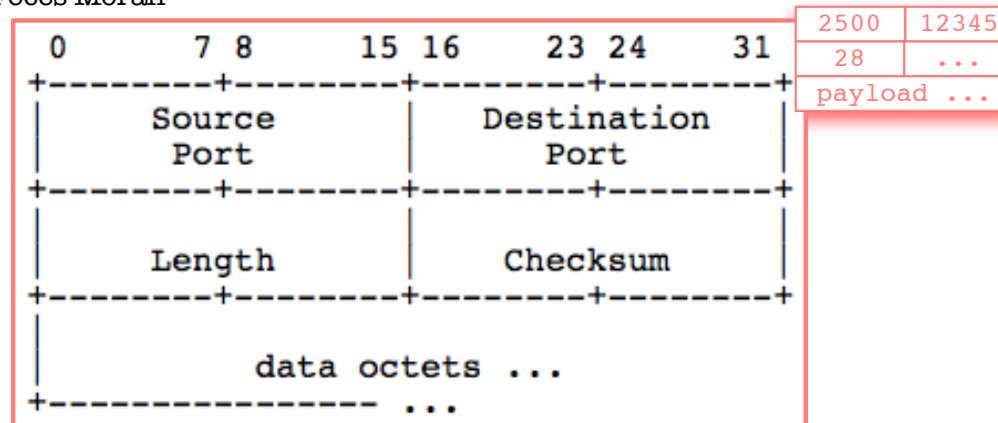 0 7 8 15 16 23 24 31
+--------+--------+--------+--------+
| Source | Destination |
| Port | Port |
+--------+--------+--------+--------+
| Length | Checksum |
+--------+--------+--------+--------+
| data octets ...
+----------------- ...
2500 12345
28 ...
payload ...